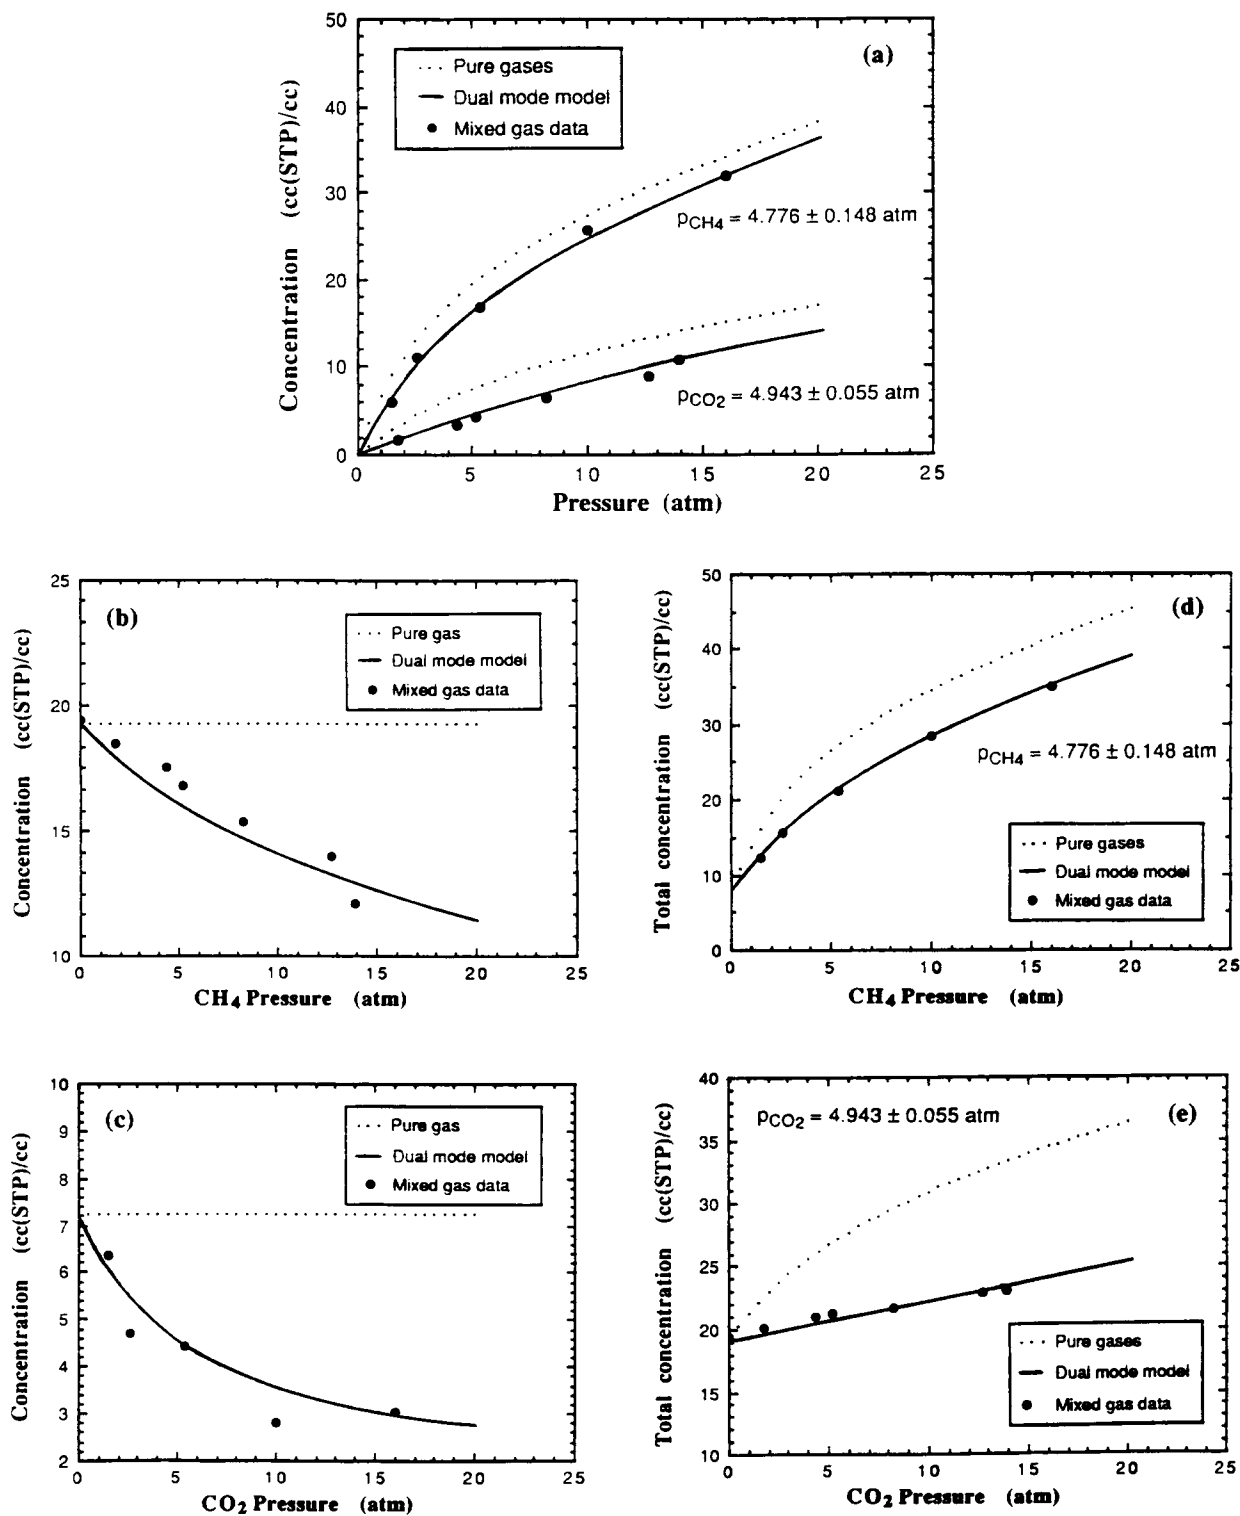 50
40
30
20
10
0
Concentration (cc(STP)/cc)
(a)
Pure gases
Dual mode model
Mixed gas data
pCH4 = 4.776 ± 0.148 atm
pCO2 = 4.943 ± 0.055 atm
0 5 10 15 20 25
Pressure (atm)
25
20
15
10
Concentration (cc(STP)/cc)
(b)
Pure gas
Dual mode model
Mixed gas data
0 5 10 15 20 25
CH4 Pressure (atm)
50
40
30
20
10
0
Total concentration (cc(STP)/cc)
(d)
pCH4 = 4.776 ± 0.148 atm
Pure gases
Dual mode model
Mixed gas data
0 5 10 15 20 25
CH4 Pressure (atm)
10
9
8
7
6
5
4
3
2
Concentration (cc(STP)/cc)
(c)
Pure gas
Dual mode model
Mixed gas data
0 5 10 15 20 25
CO2 Pressure (atm)
40
35
30
25
20
15
10
Total concentration (cc(STP)/cc)
pCO2 = 4.943 ± 0.055 atm
(e)
Pure gases
Dual mode model
Mixed gas data
0 5 10 15 20 25
CO2 Pressure (atm)